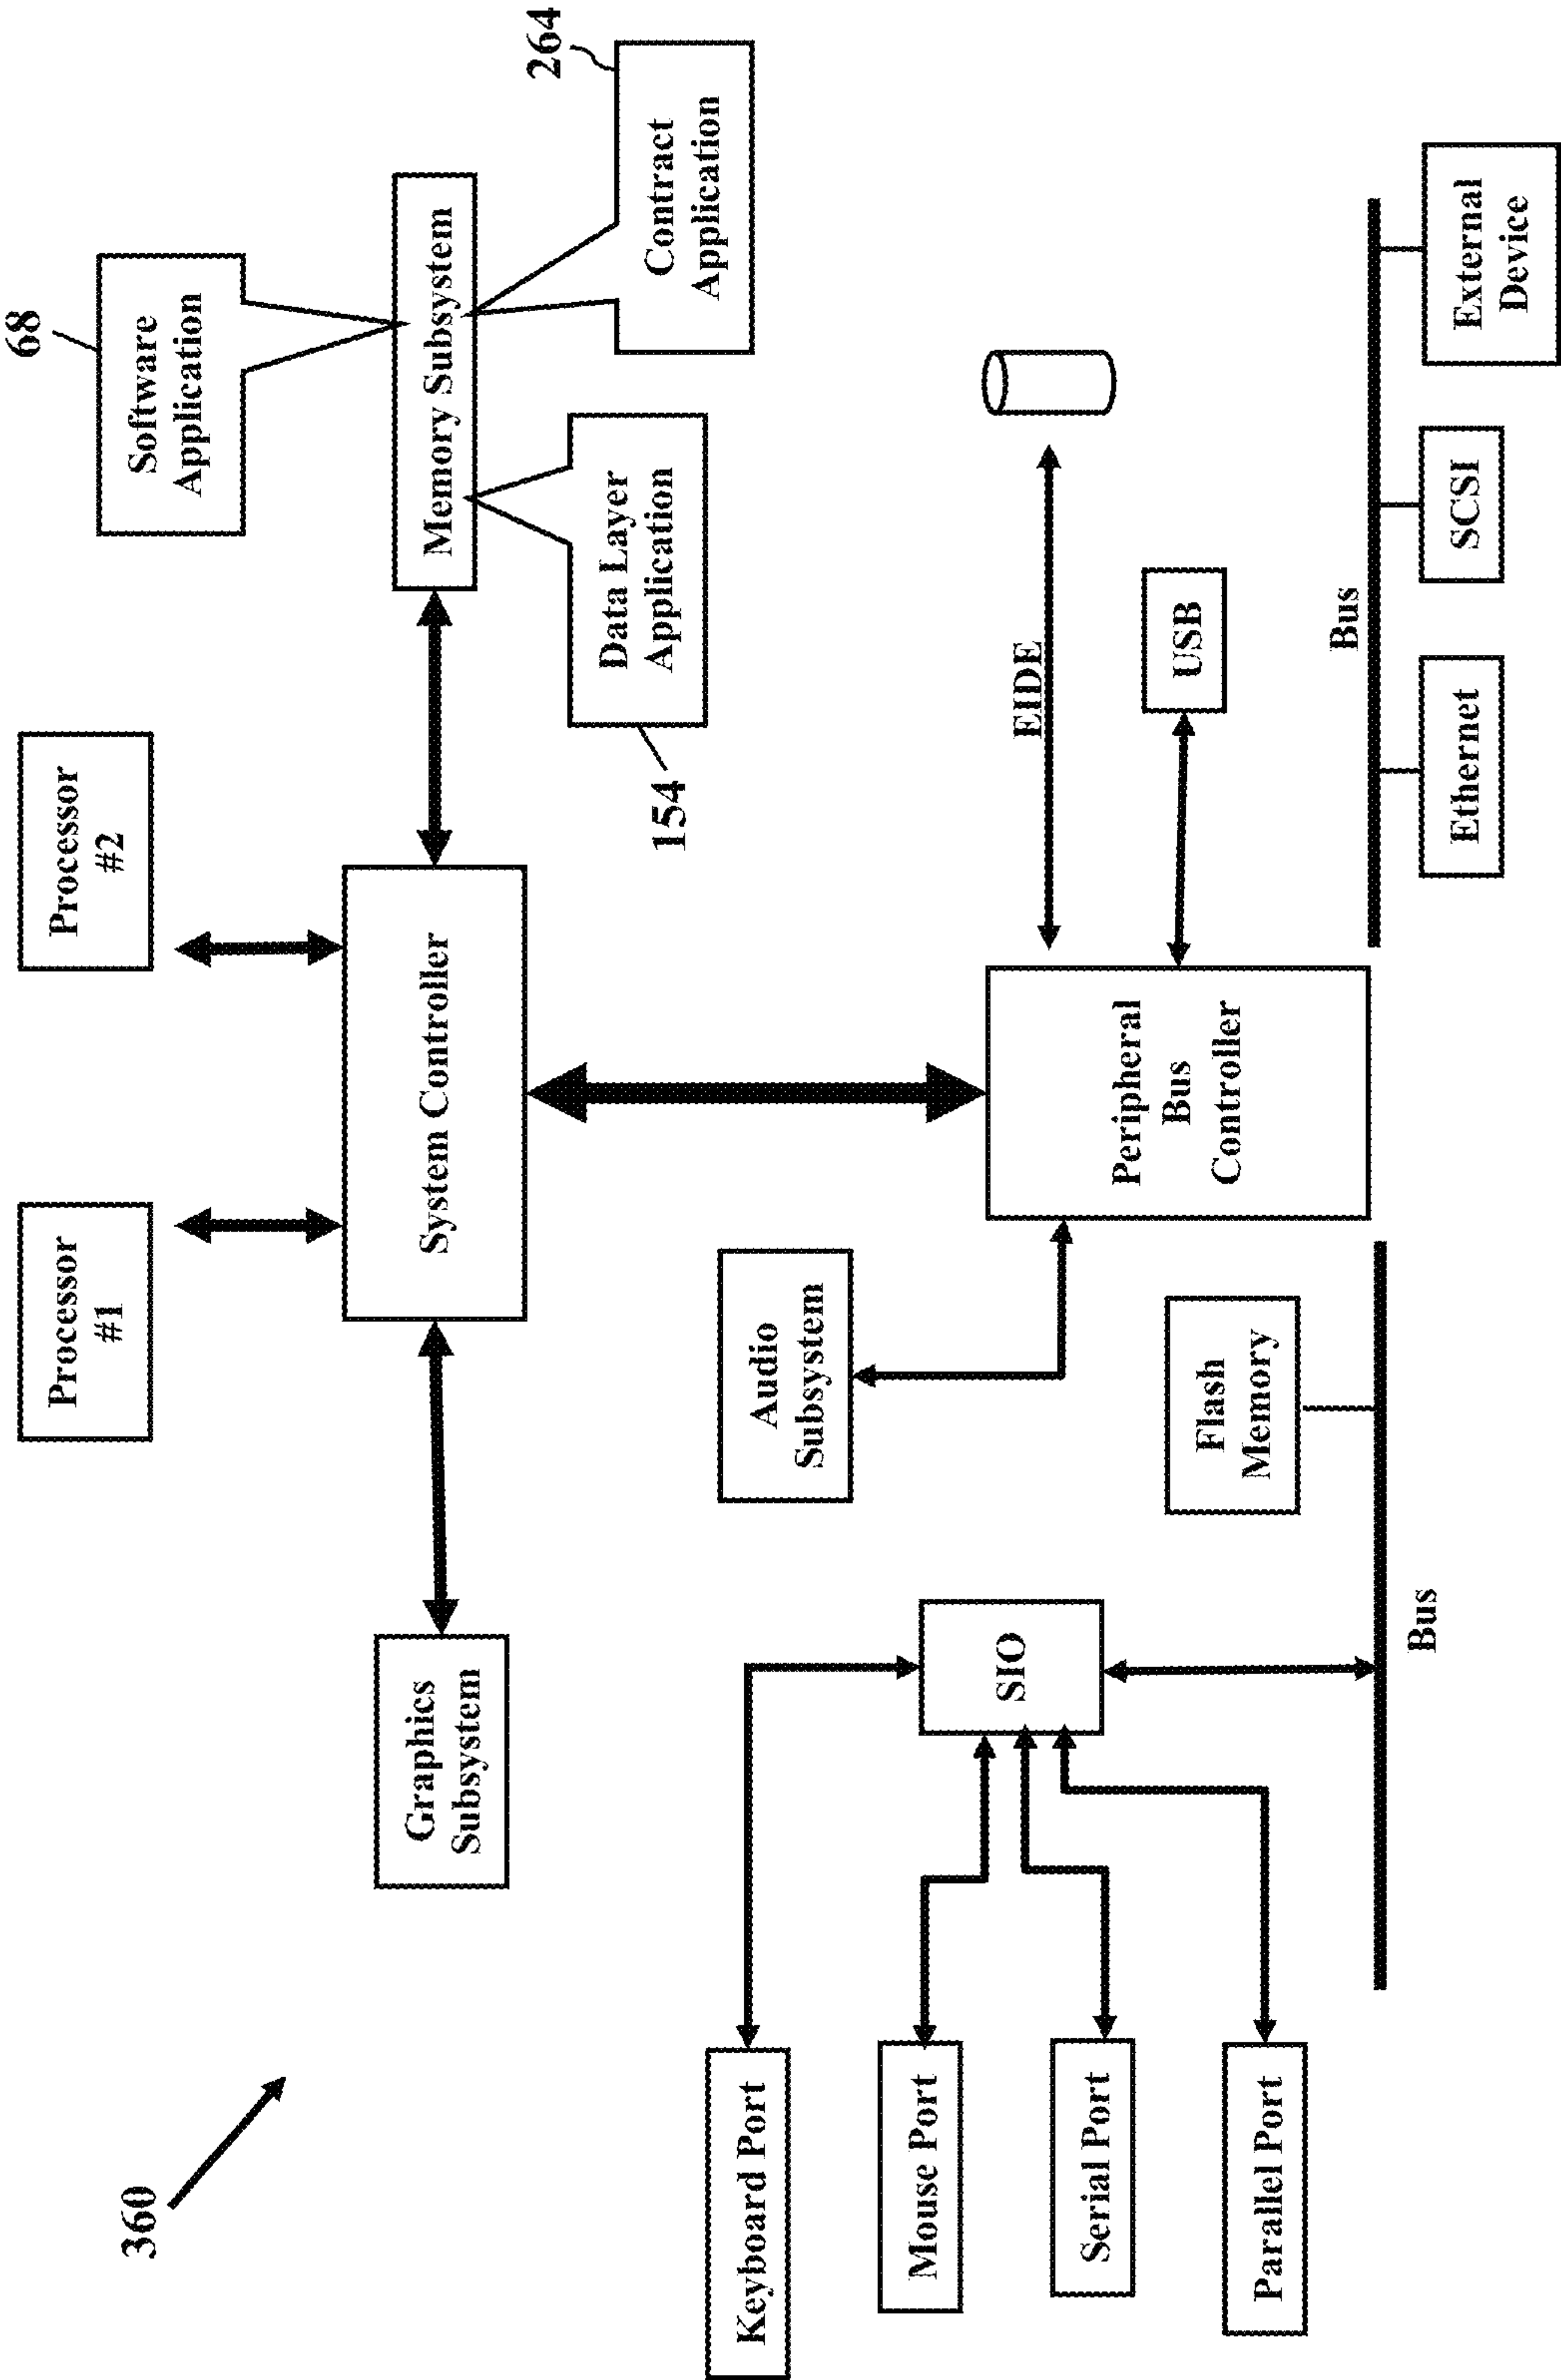 360
Processor
#1
Processor
#2
68
Software
Application
Graphics
Subsystem
System Controller
Memory Subsystem
264
Contract
Application
Data Layer
Application
154
Keyboard Port
Mouse Port
Serial Port
Parallel Port
SIO
Audio
Subsystem
Flash
Memory
Bus
Peripheral
Bus
Controller
EIDE
USB
Bus
Ethernet
SCSI
External
Device